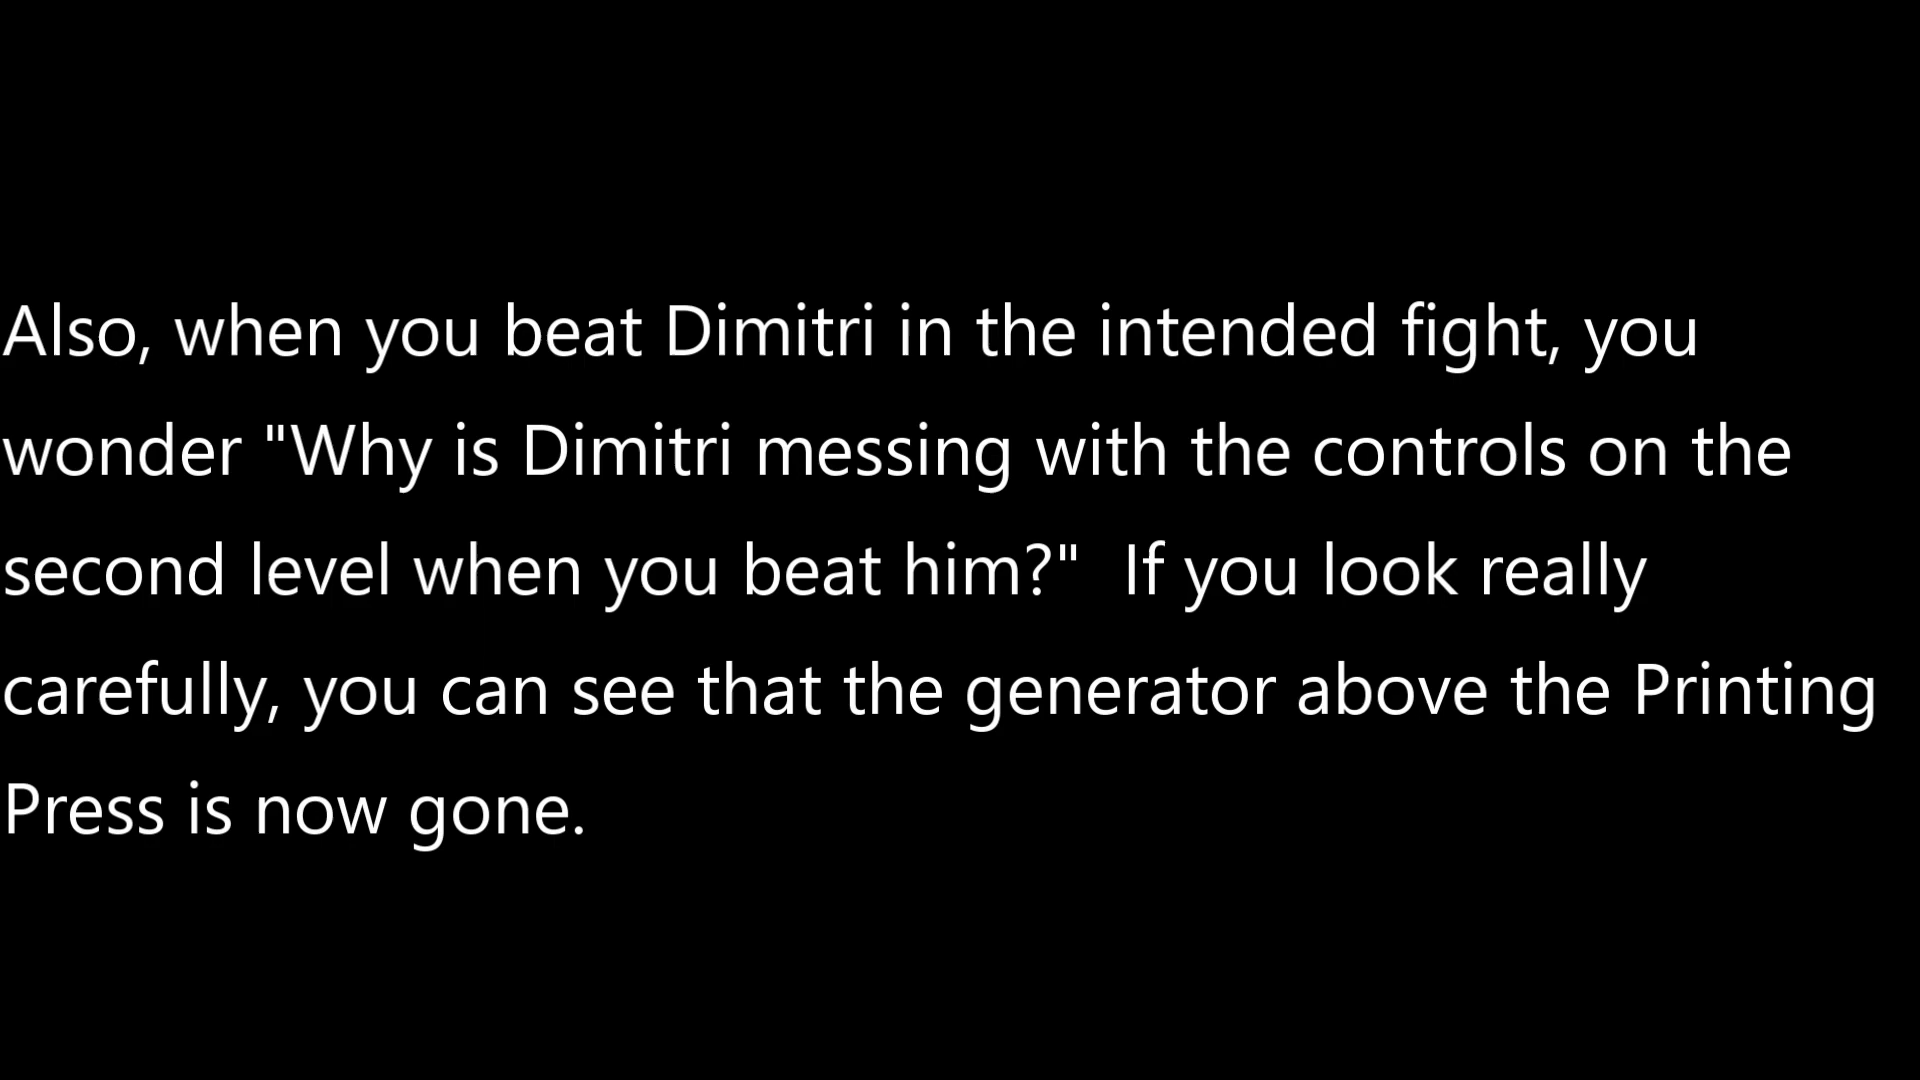 Also, when you beat Dimitri in the intended fight, you
wonder "Why is Dimitri messing with the controls on the
second level when you beat him?"  If you look really
carefully, you can see that the generator above the Printing
Press is now gone.